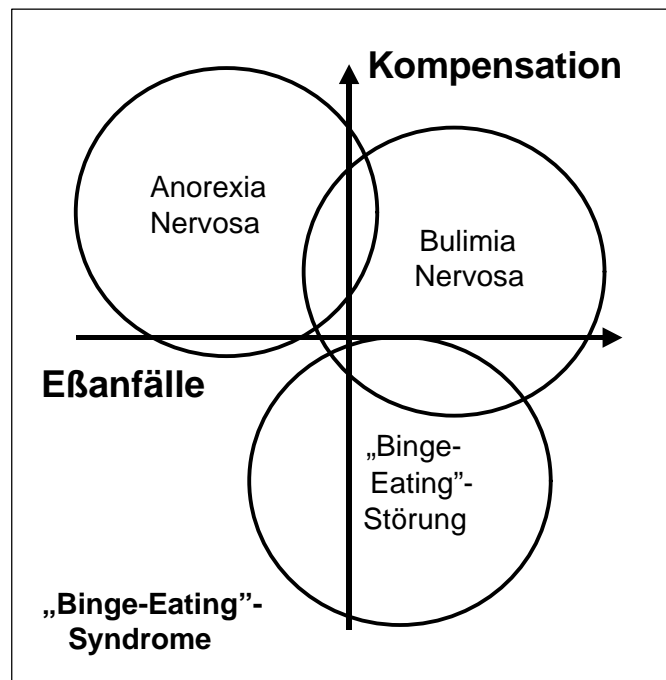 Kompensation
Anorexia
Nervosa
Bulimia
Nervosa
Eßanfälle
„Binge-
Eating”-
Störung
„Binge-Eating”-
Syndrome